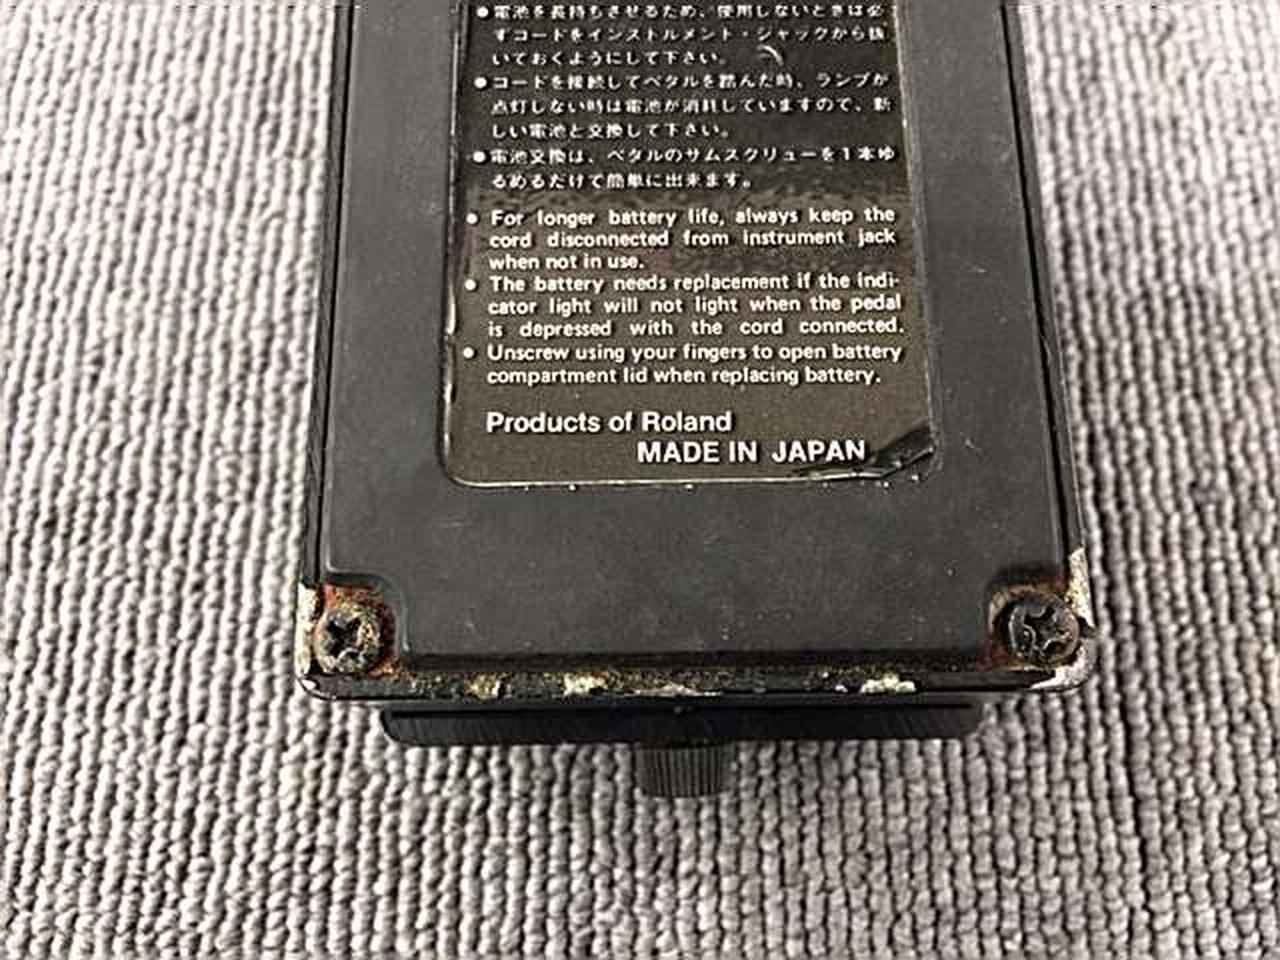 ●電池を長持ちさせるため、使用しないときは必
ずコードをインストルメント・ジャックから抜
いておくようにして下さい。
●コードを接続してペダルを踏んだ時、ランプが
点灯しない時は電池が消耗していますので、新
しい電池と交換して下さい。
●電池交換は、ペダルのサムスクリューを1本ゆ
るめるだけで簡単に出来ます。
● For longer battery life, always keep the
cord disconnected from instrument jack
when not in use.
● The battery needs replacement if the indi-
cator light will not light when the pedal
is depressed with the cord connected.
● Unscrew using your fingers to open battery
compartment lid when replacing battery.
Products of Roland
MADE IN JAPAN